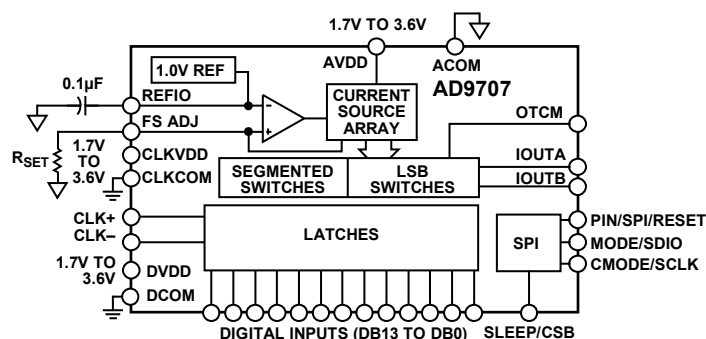 1.7V TO 3.6V
AVDD
ACOM
AD9707
1.0V REF
0.1µF
REFIO
CURRENT
SOURCE
ARRAY
OTCM
FS ADJ
RSET
1.7V
TO
3.6V
CLKVDD
CLKCOM
SEGMENTED
SWITCHES
LSB
SWITCHES
IOUTA
IOUTB
CLK+
CLK–
LATCHES
SPI
PIN/SPI/RESET
MODE/SDIO
CMODE/SCLK
1.7V TO
3.6V
DVDD
DCOM
DIGITAL INPUTS (DB13 TO DB0)
SLEEP/CSB